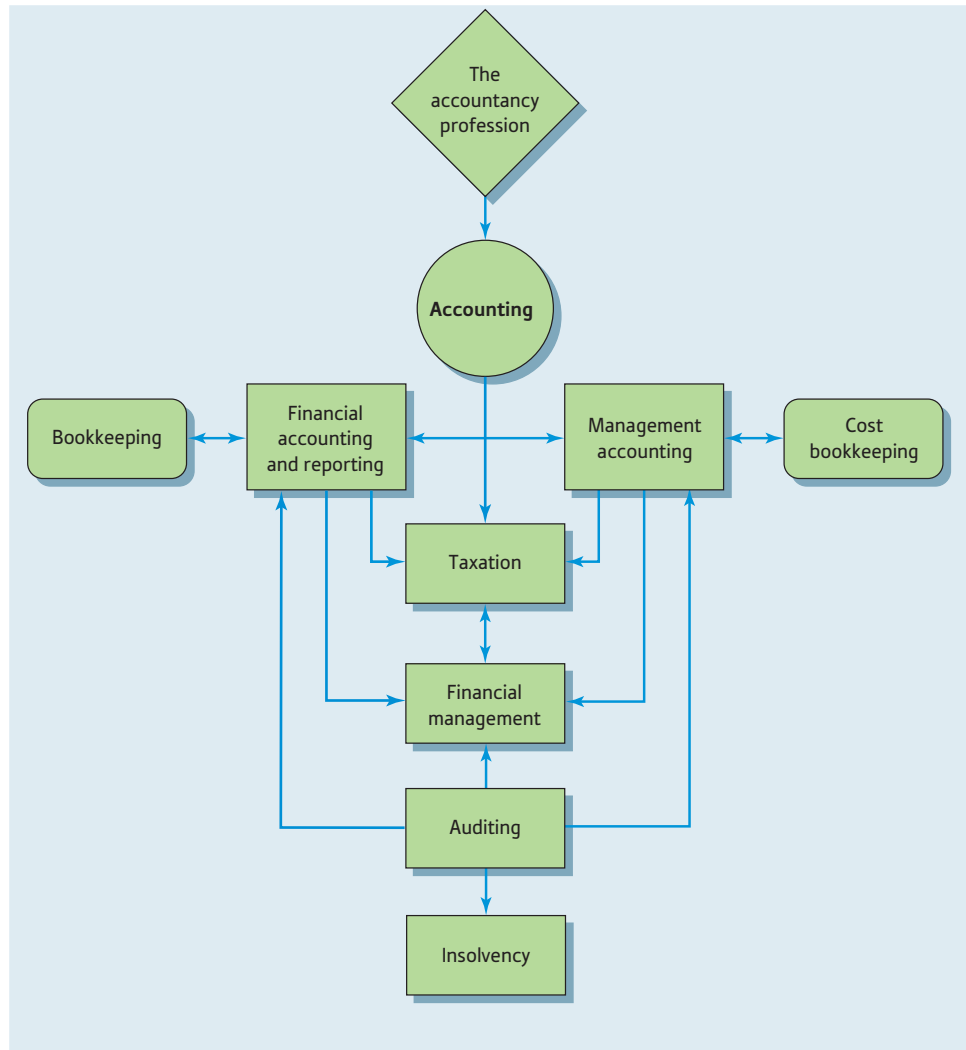 The
accountancy
profession
Accounting
Bookkeeping
Financial
accounting
and reporting
Management
accounting
Cost
bookkeeping
Taxation
Financial
management
Auditing
Insolvency